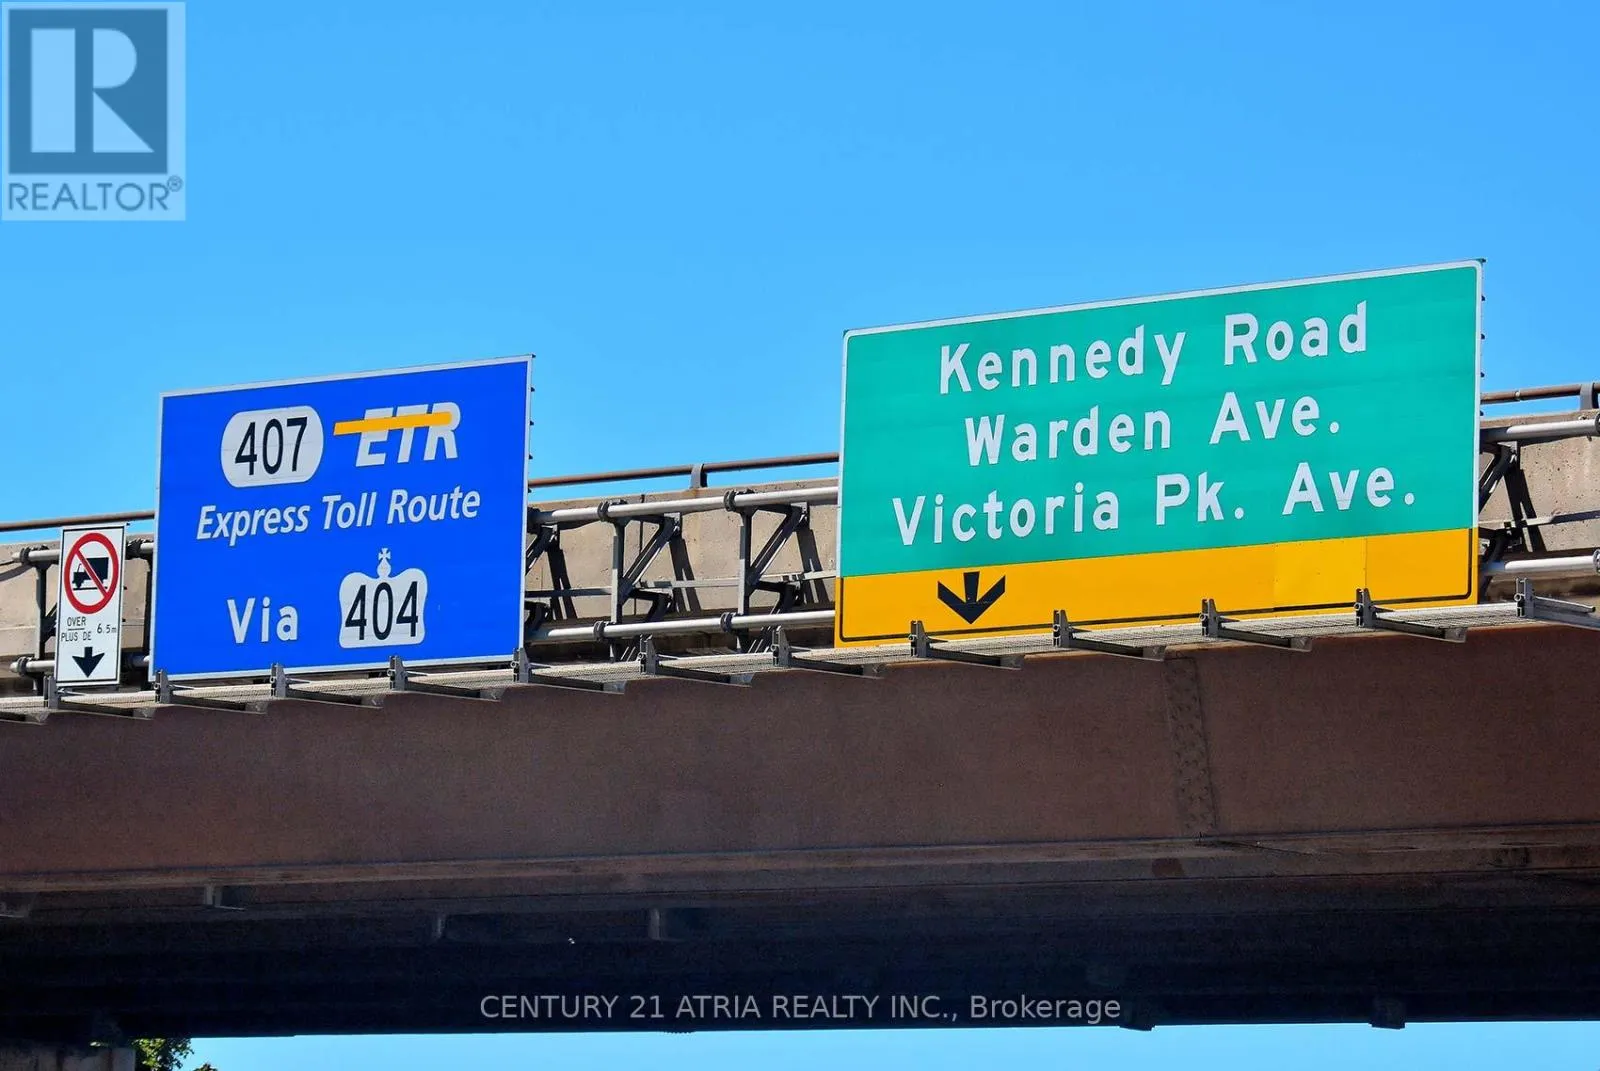 REALTOR®
407 ETR
Express Toll Route
Via 404
OVER
PLUS DE 6.5m
Kennedy Road
Warden Ave.
Victoria Pk. Ave.
CENTURY 21 ATRIA REALTY INC., Brokerage